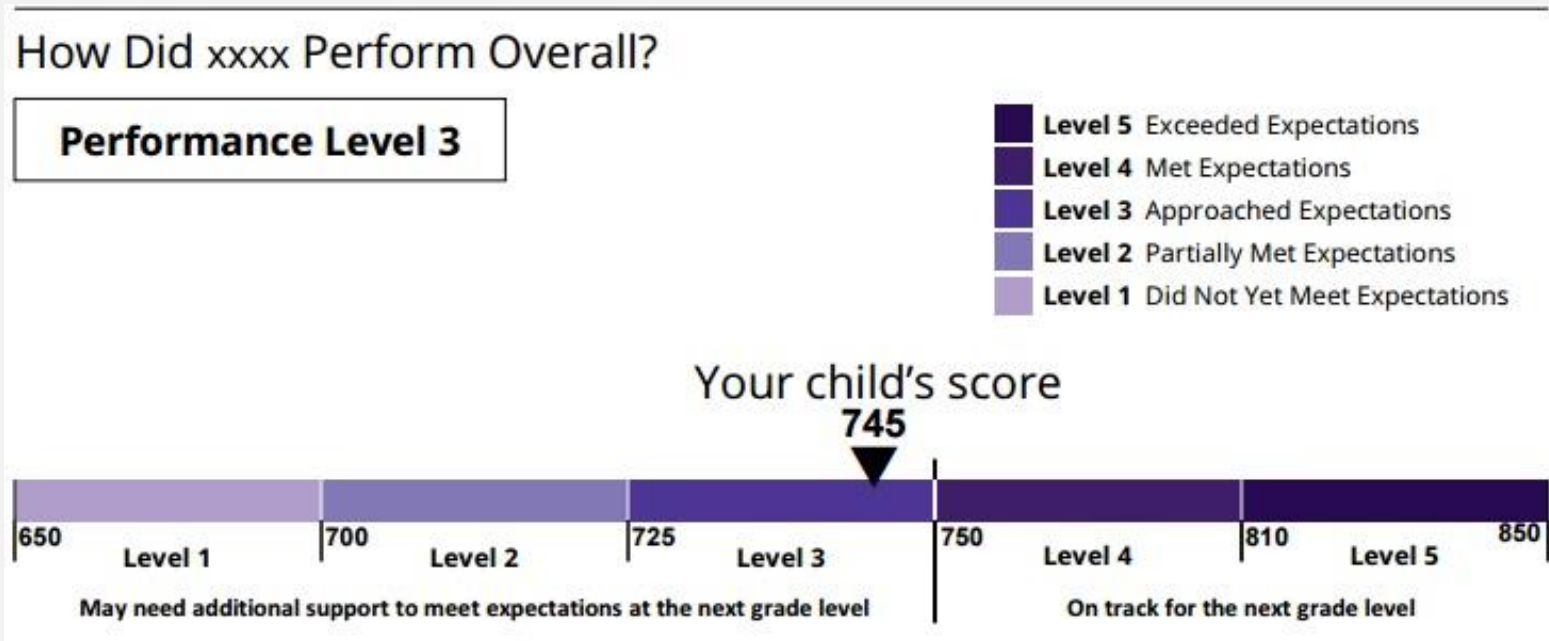 How Did xxxx Perform Overall?
Performance Level 3
Level 5 Exceeded Expectations
Level 4 Met Expectations
Level 3 Approached Expectations
Level 2 Partially Met Expectations
Level 1 Did Not Yet Meet Expectations
Your child's score
745
650 700 725 750 810 850
Level 1 Level 2 Level 3 Level 4 Level 5
May need additional support to meet expectations at the next grade level On track for the next grade level